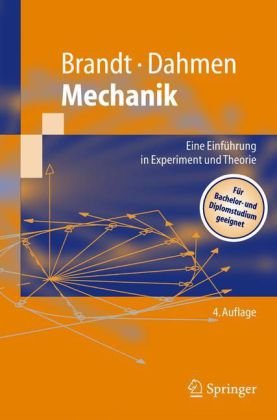 Brandt · Dahmen
Mechanik
Eine Einführung
in Experiment und Theorie
Für
Bachelor- und
Diplomstudium
geeignet
4. Auflage
Springer